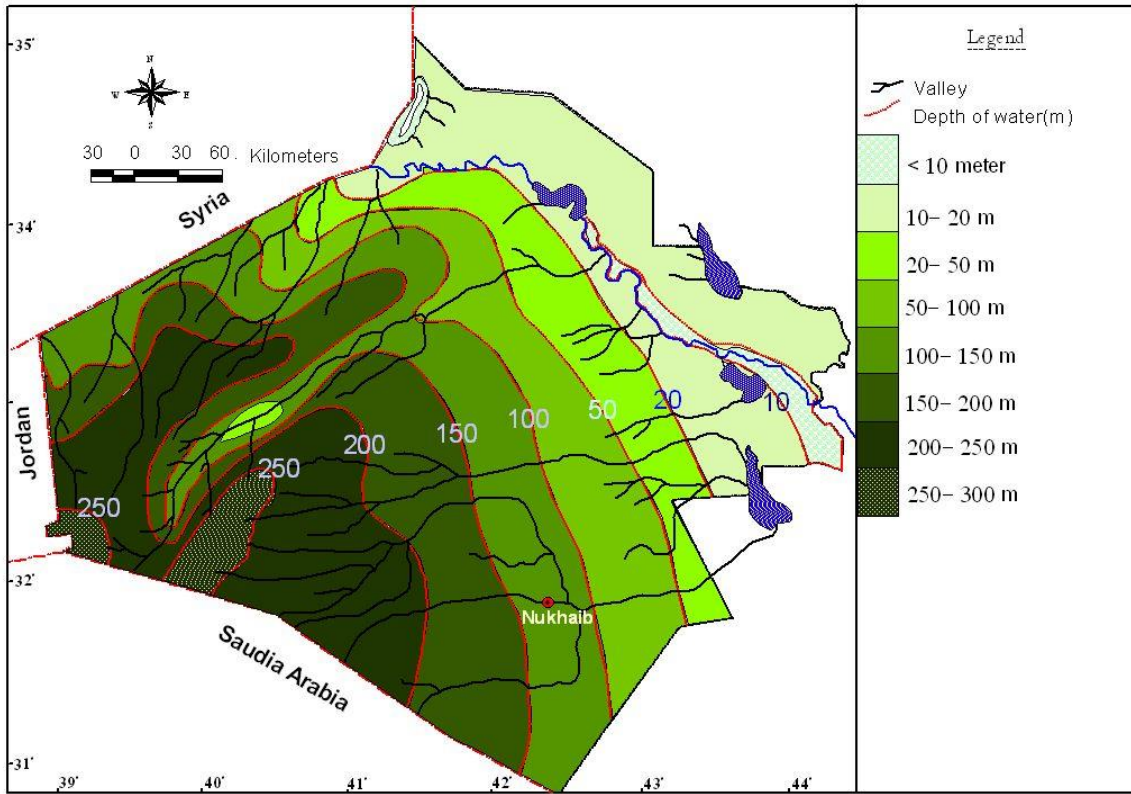 35'
34'
32'
31'
39'
40'
41'
42'
43'
44'
N
W E
S
30 0 30 60 . Kilometers
Syria
Jordan
Saudia Arabia
250
250
200
150
100
50
20
10
Nukhaib
Legend
Valley
Depth of water(m)
< 10 meter
10– 20 m
20– 50 m
50– 100 m
100– 150 m
150– 200 m
200– 250 m
250– 300 m